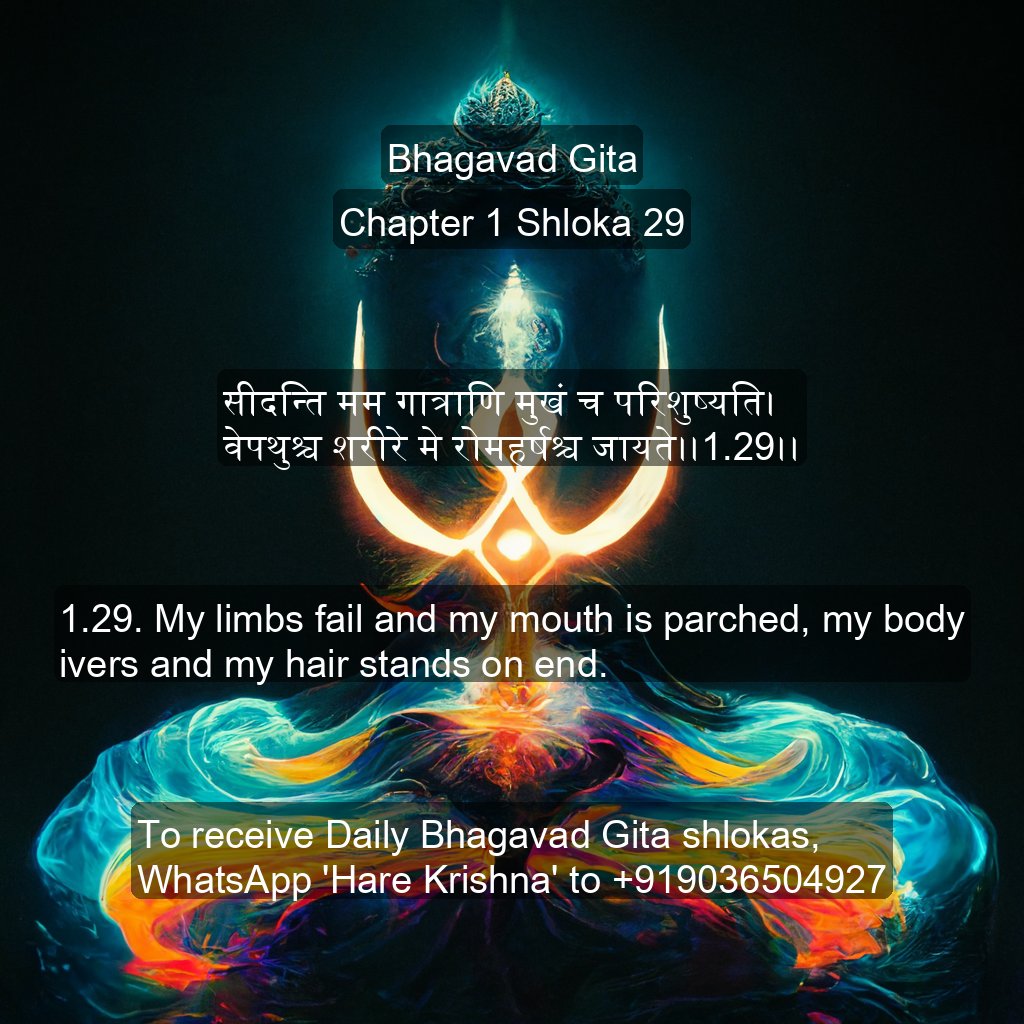 Bhagavad Gita
Chapter 1 Shloka 29
सीदन्ति मम गात्राणि मुखं च परिशुष्यति।
वेपथुश्च शरीरे मे रोमहर्षश्च जायते।।1.29।।
1.29. My limbs fail and my mouth is parched, my body
ivers and my hair stands on end.
To receive Daily Bhagavad Gita shlokas,
WhatsApp 'Hare Krishna' to +919036504927